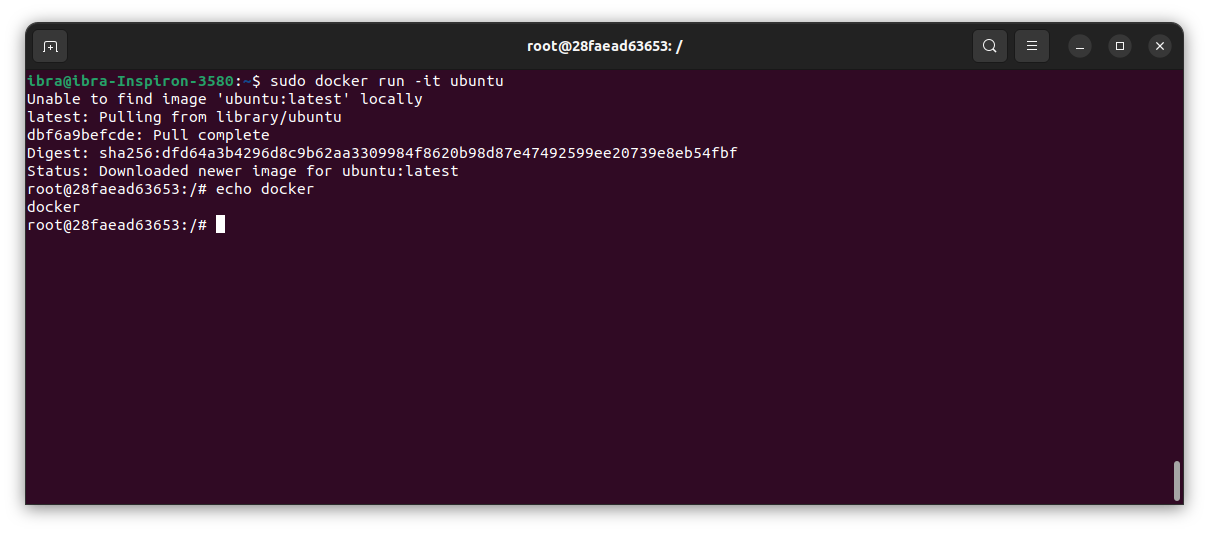 root@28faead63653: /
ibra@ibra-Inspiron-3580:~$ sudo docker run -it ubuntu
Unable to find image 'ubuntu:latest' locally
latest: Pulling from library/ubuntu
dbf6a9befcde: Pull complete
Digest: sha256:dfd64a3b4296d8c9b62aa3309984f8620b98d87e47492599ee20739e8eb54fbf
Status: Downloaded newer image for ubuntu:latest
root@28faead63653:/# echo docker
docker
root@28faead63653:/#